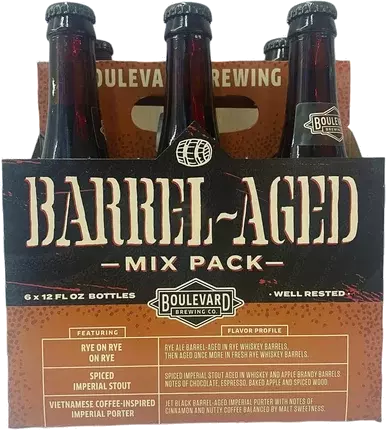 OULEVA REWING
BOULEVARD
BREWING CO.
BARREL-AGED
—MIX PACK—
6 x 12 FL OZ BOTTLES
BOULEVARD
BREWING CO.
· WELL RESTED ·
FEATURING
FLAVOR PROFILE
RYE ON RYE
ON RYE
RYE ALE BARREL-AGED IN RYE WHISKEY BARRELS,
THEN AGED ONCE MORE IN FRESH RYE WHISKEY BARRELS.
SPICED
IMPERIAL STOUT
SPICED IMPERIAL STOUT AGED IN WHISKEY AND APPLE BRANDY BARRELS.
NOTES OF CHOCOLATE, ESPRESSO, BAKED APPLE AND SPICED WOOD.
VIETNAMESE COFFEE-INSPIRED
IMPERIAL PORTER
JET BLACK BARREL-AGED IMPERIAL PORTER WITH NOTES OF
CINNAMON AND NUTTY COFFEE BALANCED BY MALT SWEETNESS.